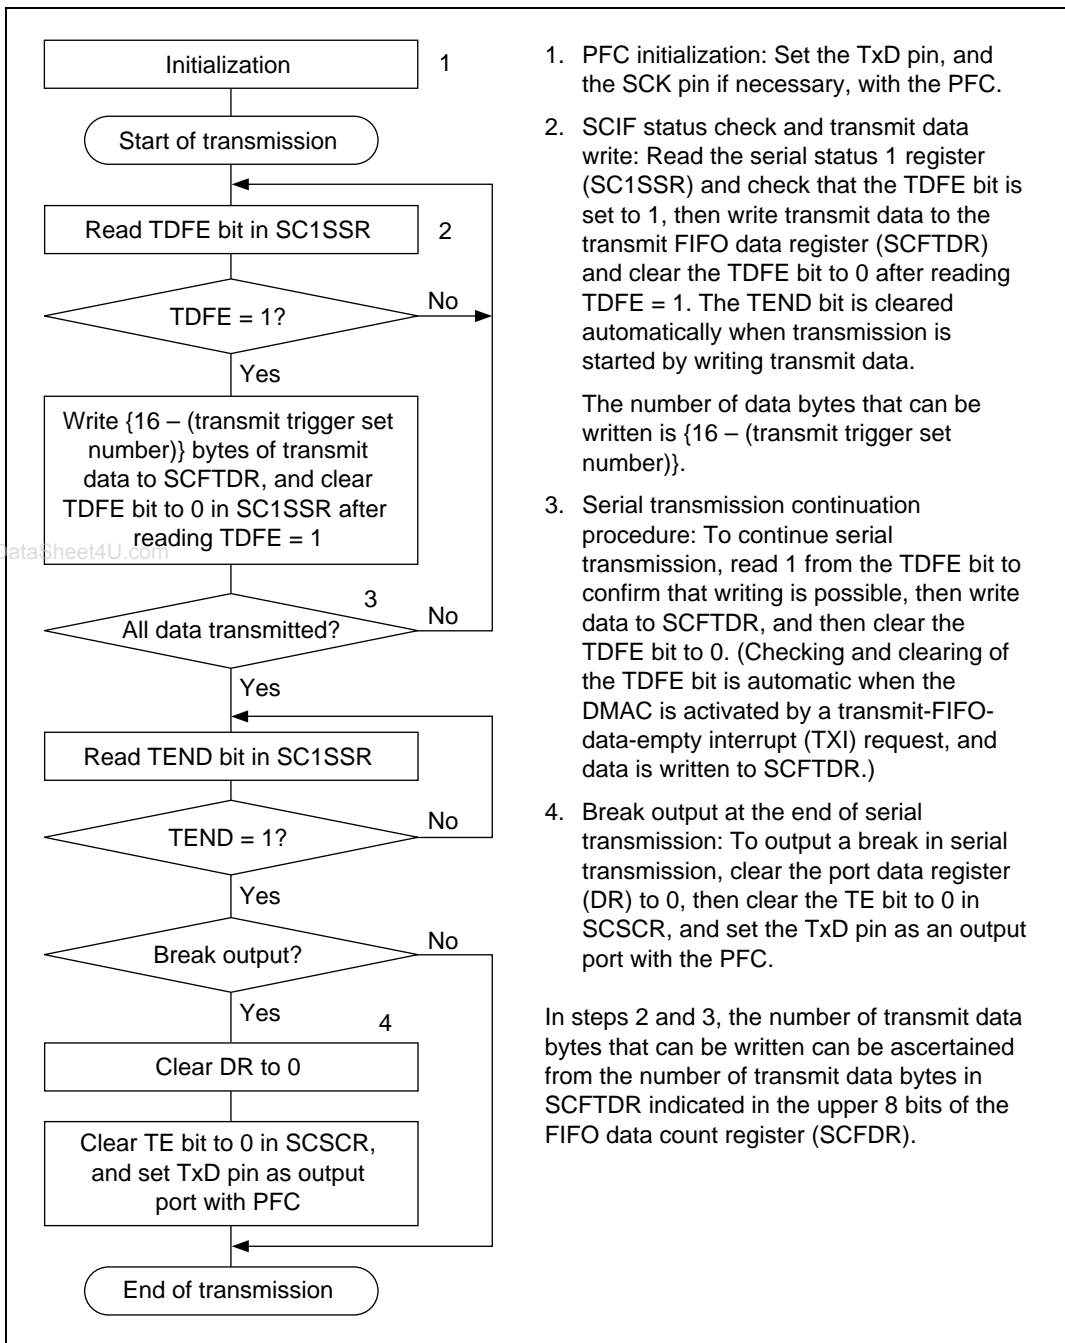 Initialization
1
Start of transmission
Read TDFE bit in SC1SSR
2
TDFE = 1?
No
Yes
Write {16 – (transmit trigger set
number)} bytes of transmit
data to SCFTDR, and clear
TDFE bit to 0 in SC1SSR after
reading TDFE = 1
DataSheet4U.com
3
All data transmitted?
No
Yes
Read TEND bit in SC1SSR
TEND = 1?
No
Yes
Break output?
No
Yes
4
Clear DR to 0
Clear TE bit to 0 in SCSCR,
and set TxD pin as output
port with PFC
End of transmission
1. PFC initialization: Set the TxD pin, and
the SCK pin if necessary, with the PFC.
2. SCIF status check and transmit data
write: Read the serial status 1 register
(SC1SSR) and check that the TDFE bit is
set to 1, then write transmit data to the
transmit FIFO data register (SCFTDR)
and clear the TDFE bit to 0 after reading
TDFE = 1. The TEND bit is cleared
automatically when transmission is
started by writing transmit data.
The number of data bytes that can be
written is {16 – (transmit trigger set
number)}.
3. Serial transmission continuation
procedure: To continue serial
transmission, read 1 from the TDFE bit to
confirm that writing is possible, then write
data to SCFTDR, and then clear the
TDFE bit to 0. (Checking and clearing of
the TDFE bit is automatic when the
DMAC is activated by a transmit-FIFO-
data-empty interrupt (TXI) request, and
data is written to SCFTDR.)
4. Break output at the end of serial
transmission: To output a break in serial
transmission, clear the port data register
(DR) to 0, then clear the TE bit to 0 in
SCSCR, and set the TxD pin as an output
port with the PFC.
In steps 2 and 3, the number of transmit data
bytes that can be written can be ascertained
from the number of transmit data bytes in
SCFTDR indicated in the upper 8 bits of the
FIFO data count register (SCFDR).